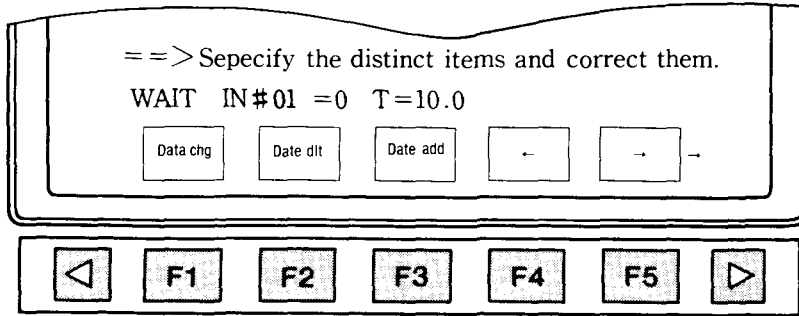 ==>Sepecify the distinct items and correct them.
WAIT IN#01 =0 T=10.0
Data chg Date dlt Date add ← → →
◁ F1 F2 F3 F4 F5 ▷